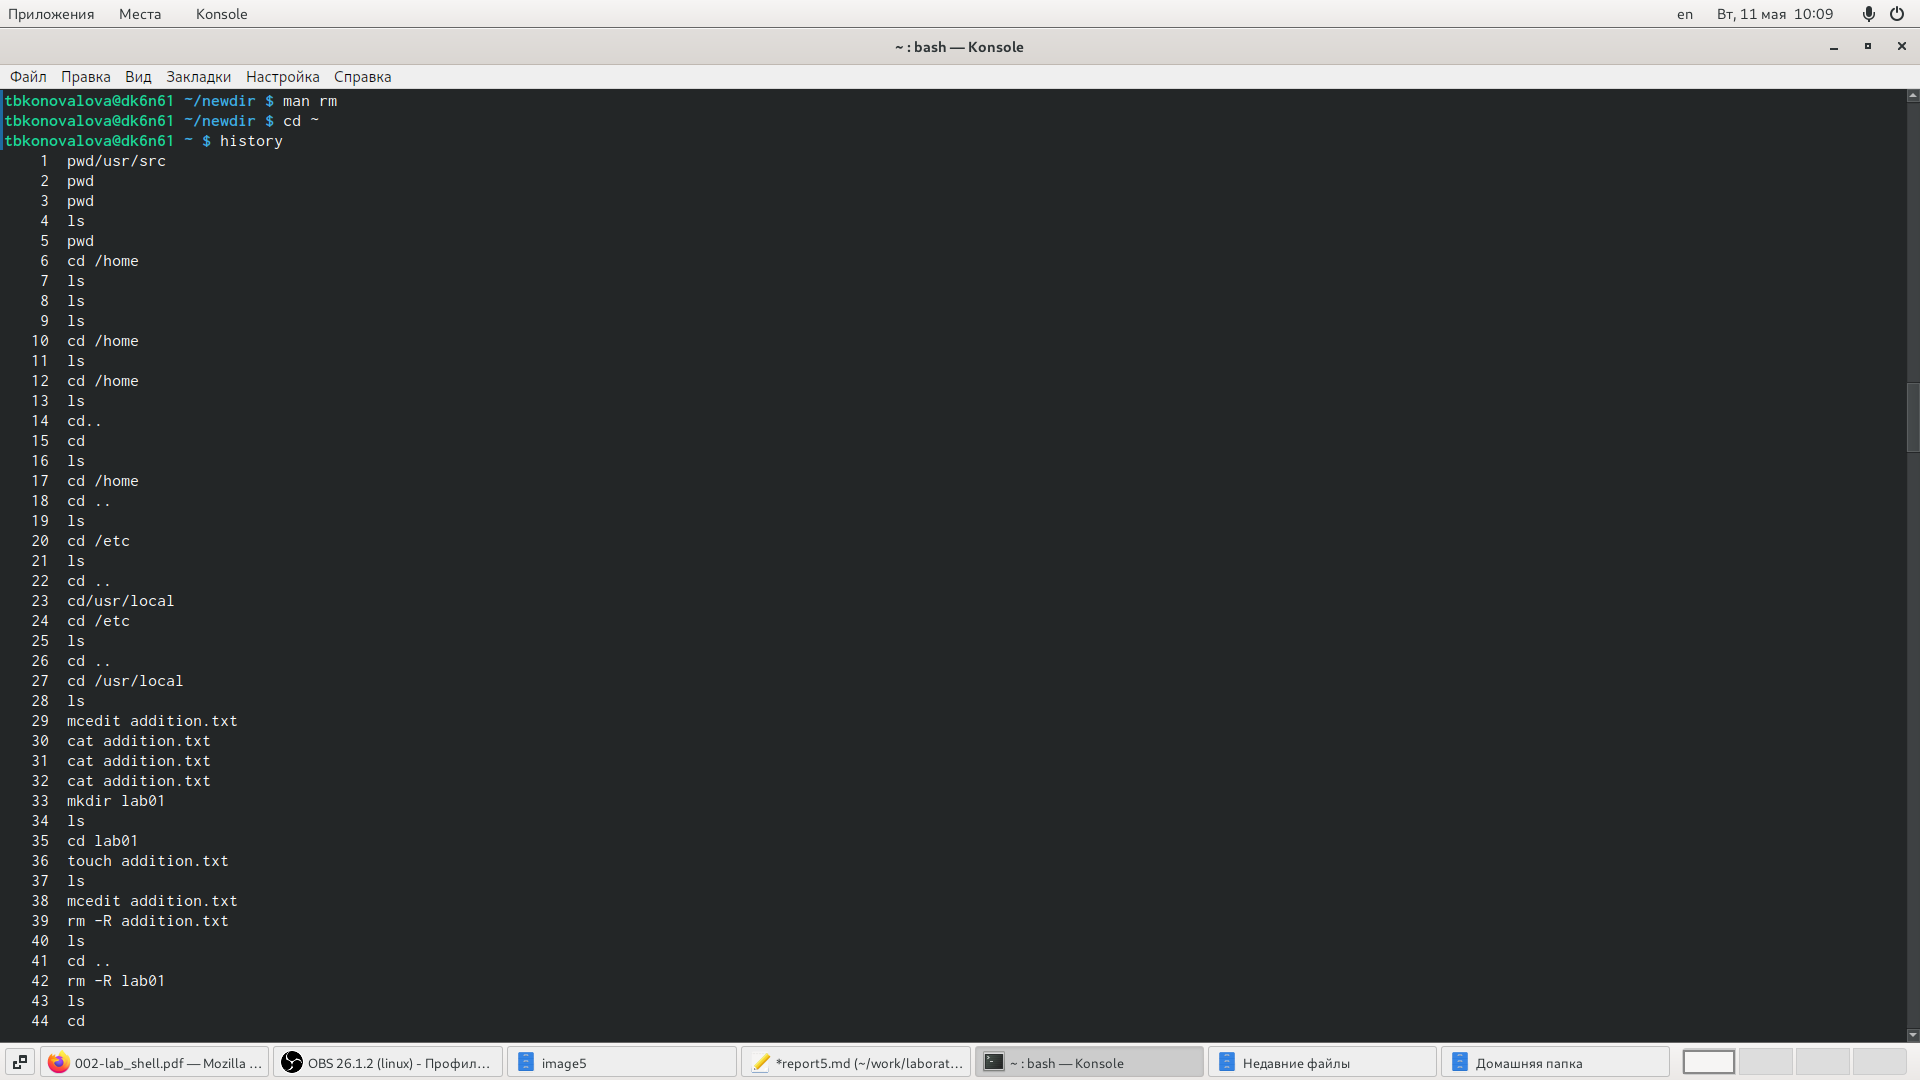 Приложения Места Konsole en Вт, 11 мая 10:09
~ : bash — Konsole
Файл Правка Вид Закладки Настройка Справка
tbkonovalova@dk6n61 ~/newdir $ man rm
tbkonovalova@dk6n61 ~/newdir $ cd ~
tbkonovalova@dk6n61 ~ $ history
1 pwd/usr/src
2 pwd
3 pwd
4 ls
5 pwd
6 cd /home
7 ls
8 ls
9 ls
10 cd /home
11 ls
12 cd /home
13 ls
14 cd..
15 cd
16 ls
17 cd /home
18 cd ..
19 ls
20 cd /etc
21 ls
22 cd ..
23 cd/usr/local
24 cd /etc
25 ls
26 cd ..
27 cd /usr/local
28 ls
29 mcedit addition.txt
30 cat addition.txt
31 cat addition.txt
32 cat addition.txt
33 mkdir lab01
34 ls
35 cd lab01
36 touch addition.txt
37 ls
38 mcedit addition.txt
39 rm -R addition.txt
40 ls
41 cd ..
42 rm -R lab01
43 ls
44 cd
002-lab_shell.pdf — Mozilla ... OBS 26.1.2 (linux) - Профил... image5 *report5.md (~/work/laborat... ~ : bash — Konsole Недавние файлы Домашняя папка